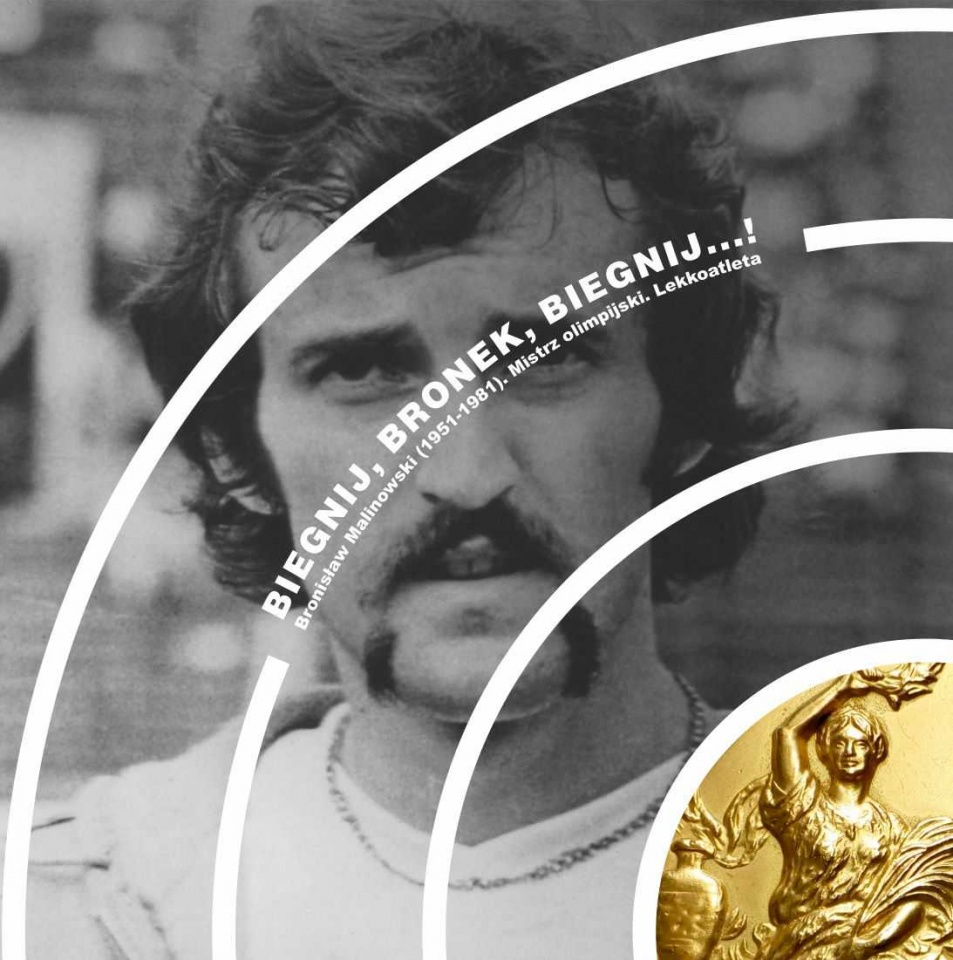 BIEGNIJ, BRONEK, BIEGNIJ...!
Bronisław Malinowski (1951-1981). Mistrz olimpijski. Lekkoatleta